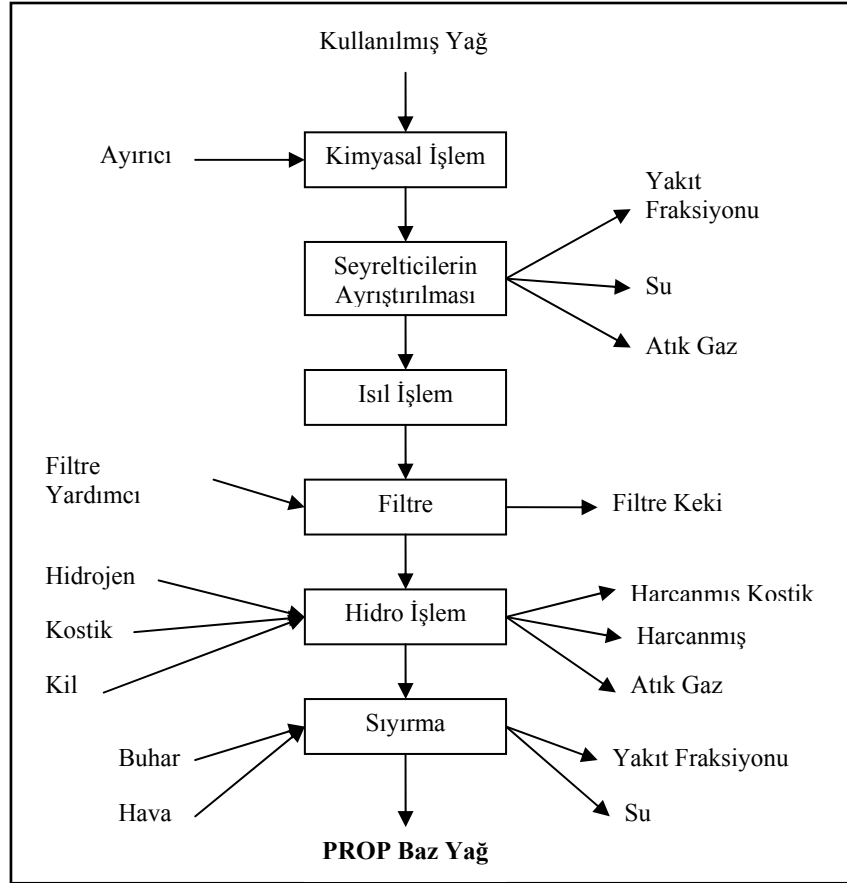 Kullanılmış Yağ
Ayırıcı
Kimyasal İşlem
Yakıt
Fraksiyonu
Seyrelticilerin
Ayrıştırılması
Su
Atık Gaz
Isıl İşlem
Filtre
Yardımcı
Filtre
Filtre Keki
Hidrojen
Kostik
Kil
Hidro İşlem
Harcanmış Kostik
Harcanmış
Atık Gaz
Sıyırma
Buhar
Hava
Yakıt Fraksiyonu
Su
PROP Baz Yağ